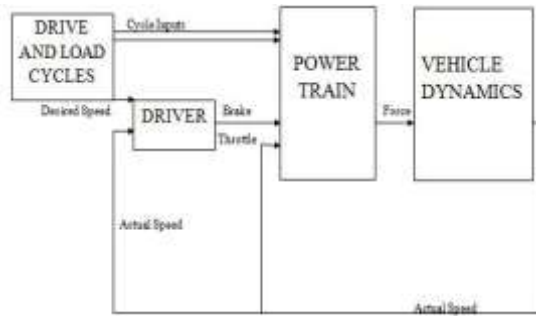 DRIVE
AND LOAD
CYCLES
Cycle Inputs
Desired Speed
DRIVER
Brake
Throttle
POWER
TRAIN
Force
VEHICLE
DYNAMICS
Actual Speed
Actual Speed